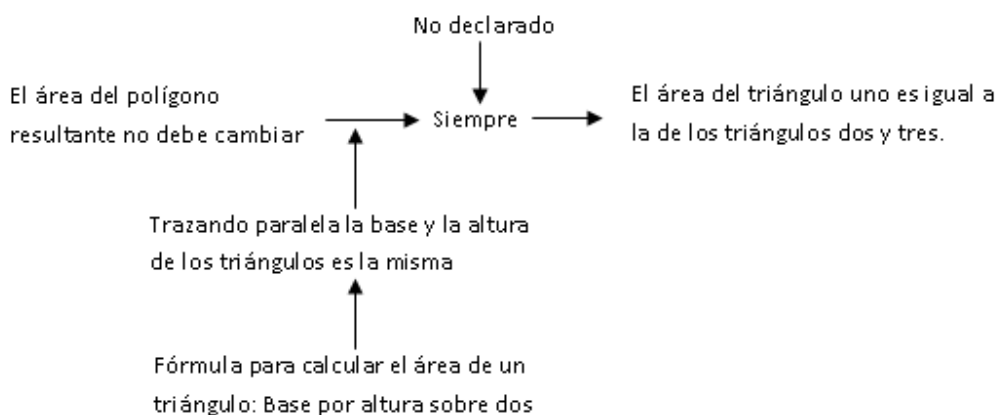 No declarado
El área del polígono
resultante no debe cambiar
Siempre
El área del triángulo uno es igual a
la de los triángulos dos y tres.
Trazando paralela la base y la altura
de los triángulos es la misma
Fórmula para calcular el área de un
triángulo: Base por altura sobre dos